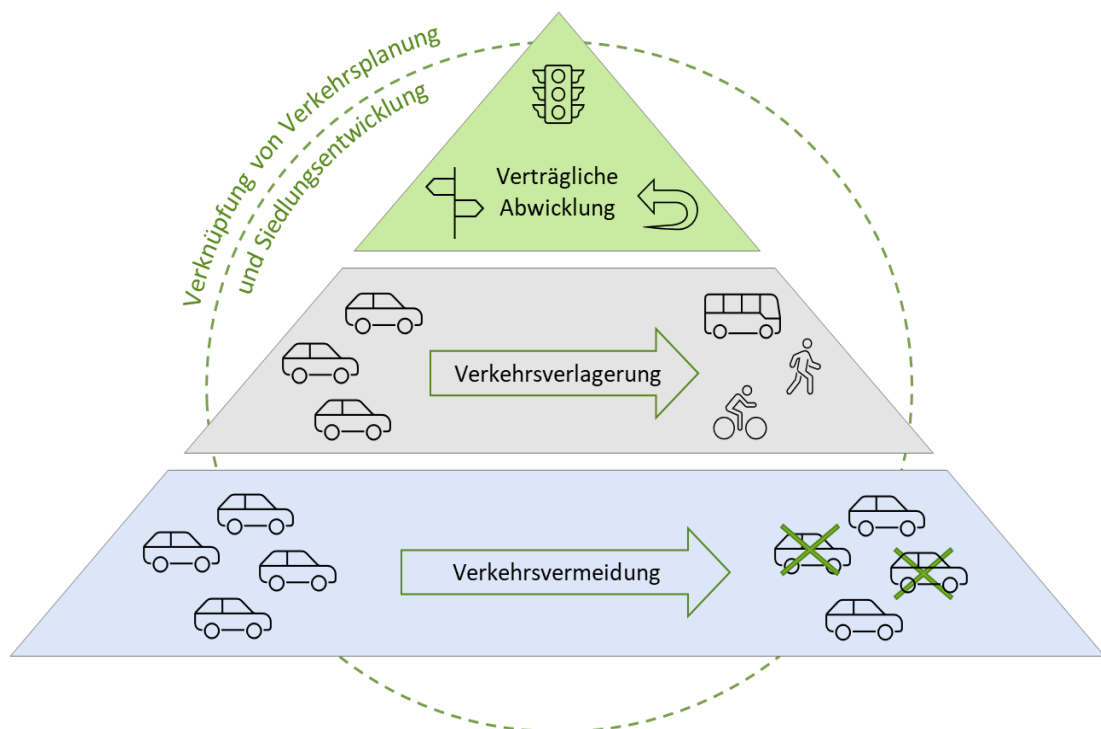 Verknüpfung von Verkehrsplanung
und Siedlungsentwicklung
Verträgliche
Abwicklung
Verkehrsverlagerung
Verkehrsvermeidung